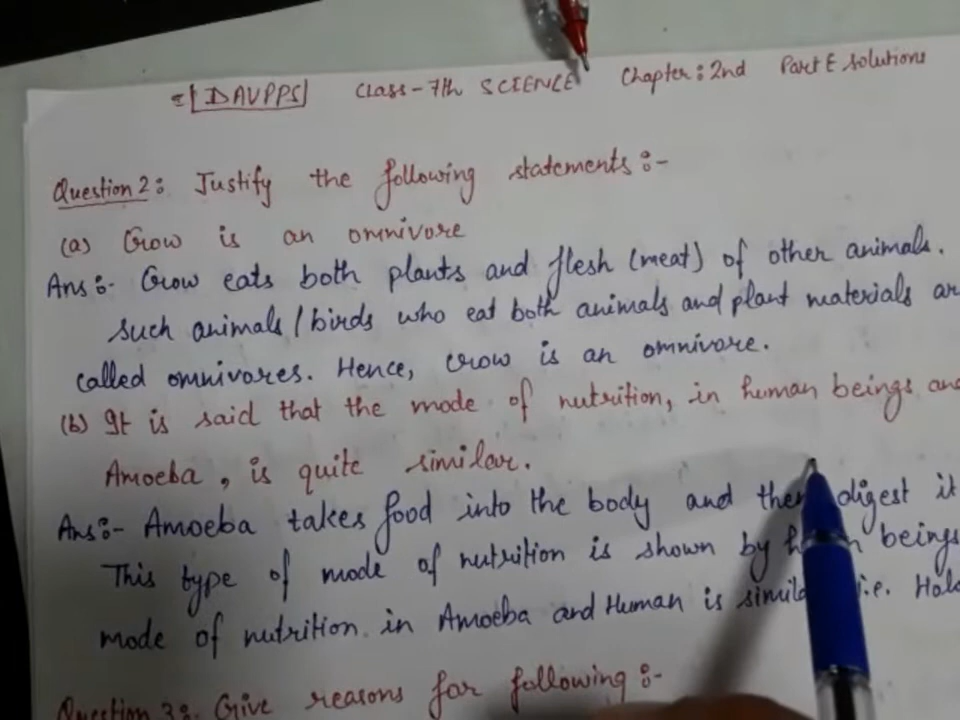 [DAVPPS] Class-7th SCIENCE Chapter:2nd Part E solutions
Question 2: Justify the following statements:-
(a) Crow is an omnivore
Ans:- Crow eats both plants and flesh (meat) of other animals.
such animals/birds who eat both animals and plant materials ar
called omnivores. Hence, crow is an omnivore.
(b) It is said that the mode of nutrition, in human beings and
Amoeba, is quite similar.
Ans:- Amoeba takes food into the body and then digest it
This type of mode of nutrition is shown by beings
mode of nutrition in Amoeba and Human is i.e.
Question 3:. Give reasons for following:-